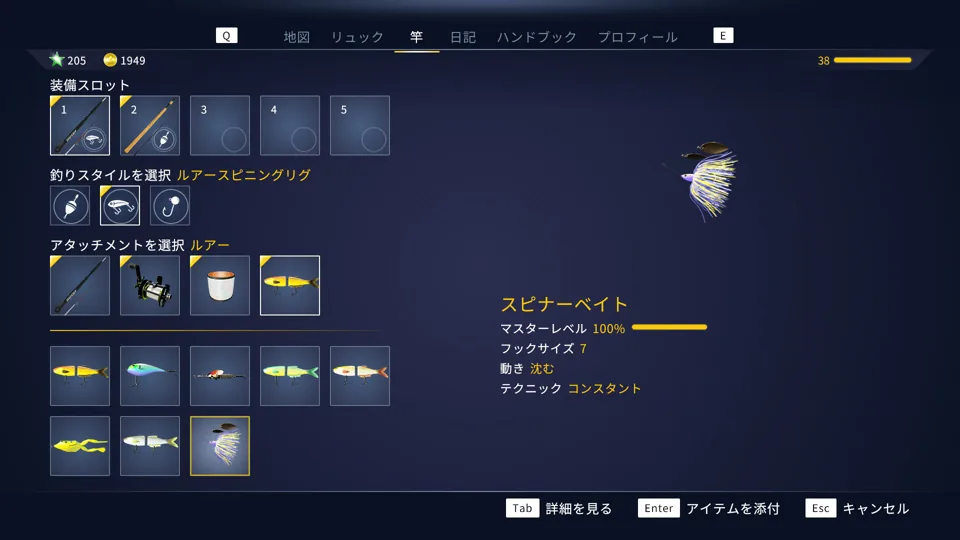 Q 地図 リュック 竿 日記 ハンドブック プロフィール E
205 1949 38
装備スロット
1 2 3 4 5
釣りスタイルを選択 ルアースピニングリグ
アタッチメントを選択 ルアー
スピナーベイト
マスターレベル 100%
フックサイズ 7
動き 沈む
テクニック コンスタント
Tab 詳細を見る Enter アイテムを添付 Esc キャンセル